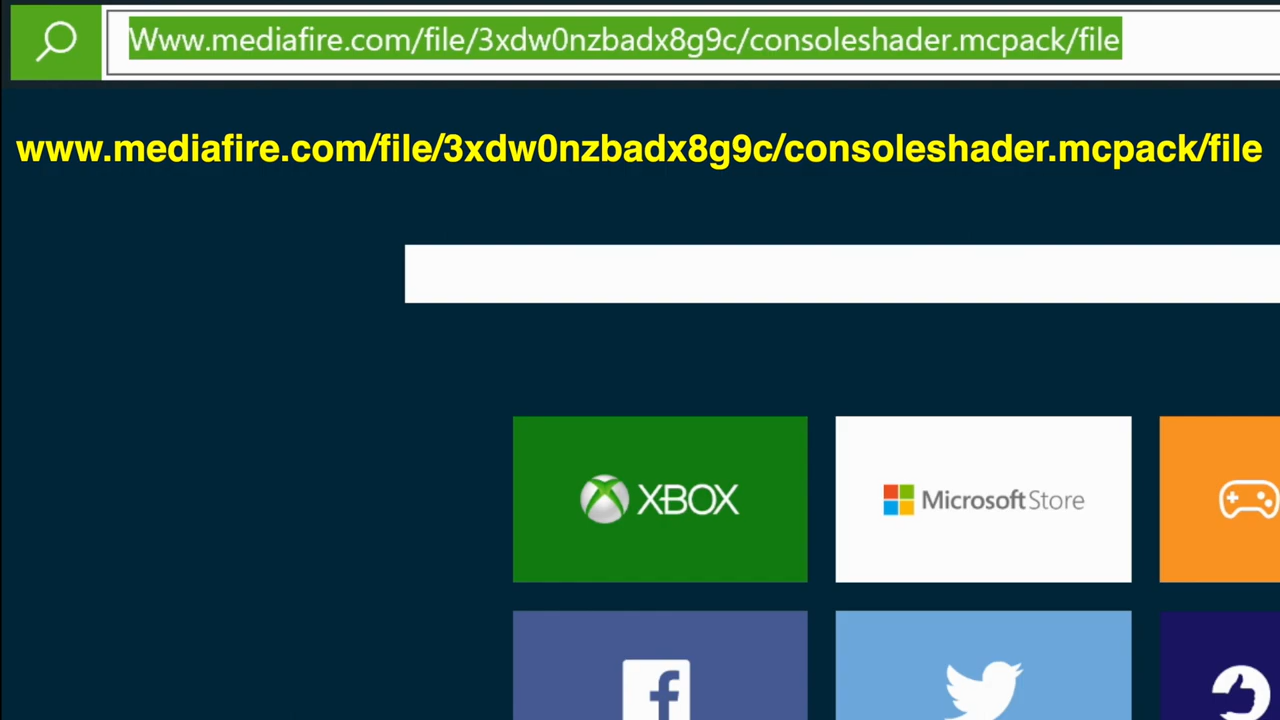 Www.mediafire.com/file/3xdw0nzbadx8g9c/consoleshader.mcpack/file
www.mediafire.com/file/3xdw0nzbadx8g9c/consoleshader.mcpack/file
XBOX
Microsoft Store